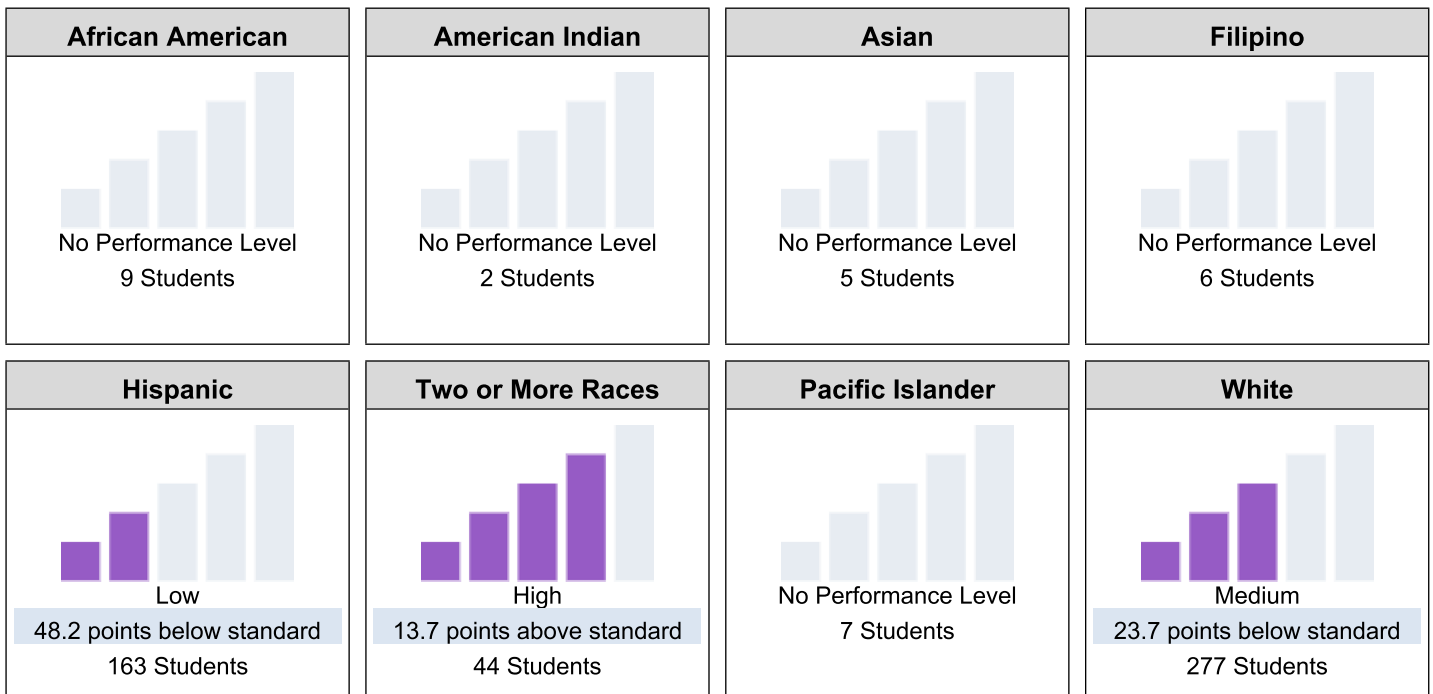 African American
No Performance Level
9 Students
American Indian
No Performance Level
2 Students
Asian
No Performance Level
5 Students
Filipino
No Performance Level
6 Students
Hispanic
Low
48.2 points below standard
163 Students
Two or More Races
High
13.7 points above standard
44 Students
Pacific Islander
No Performance Level
7 Students
White
Medium
23.7 points below standard
277 Students